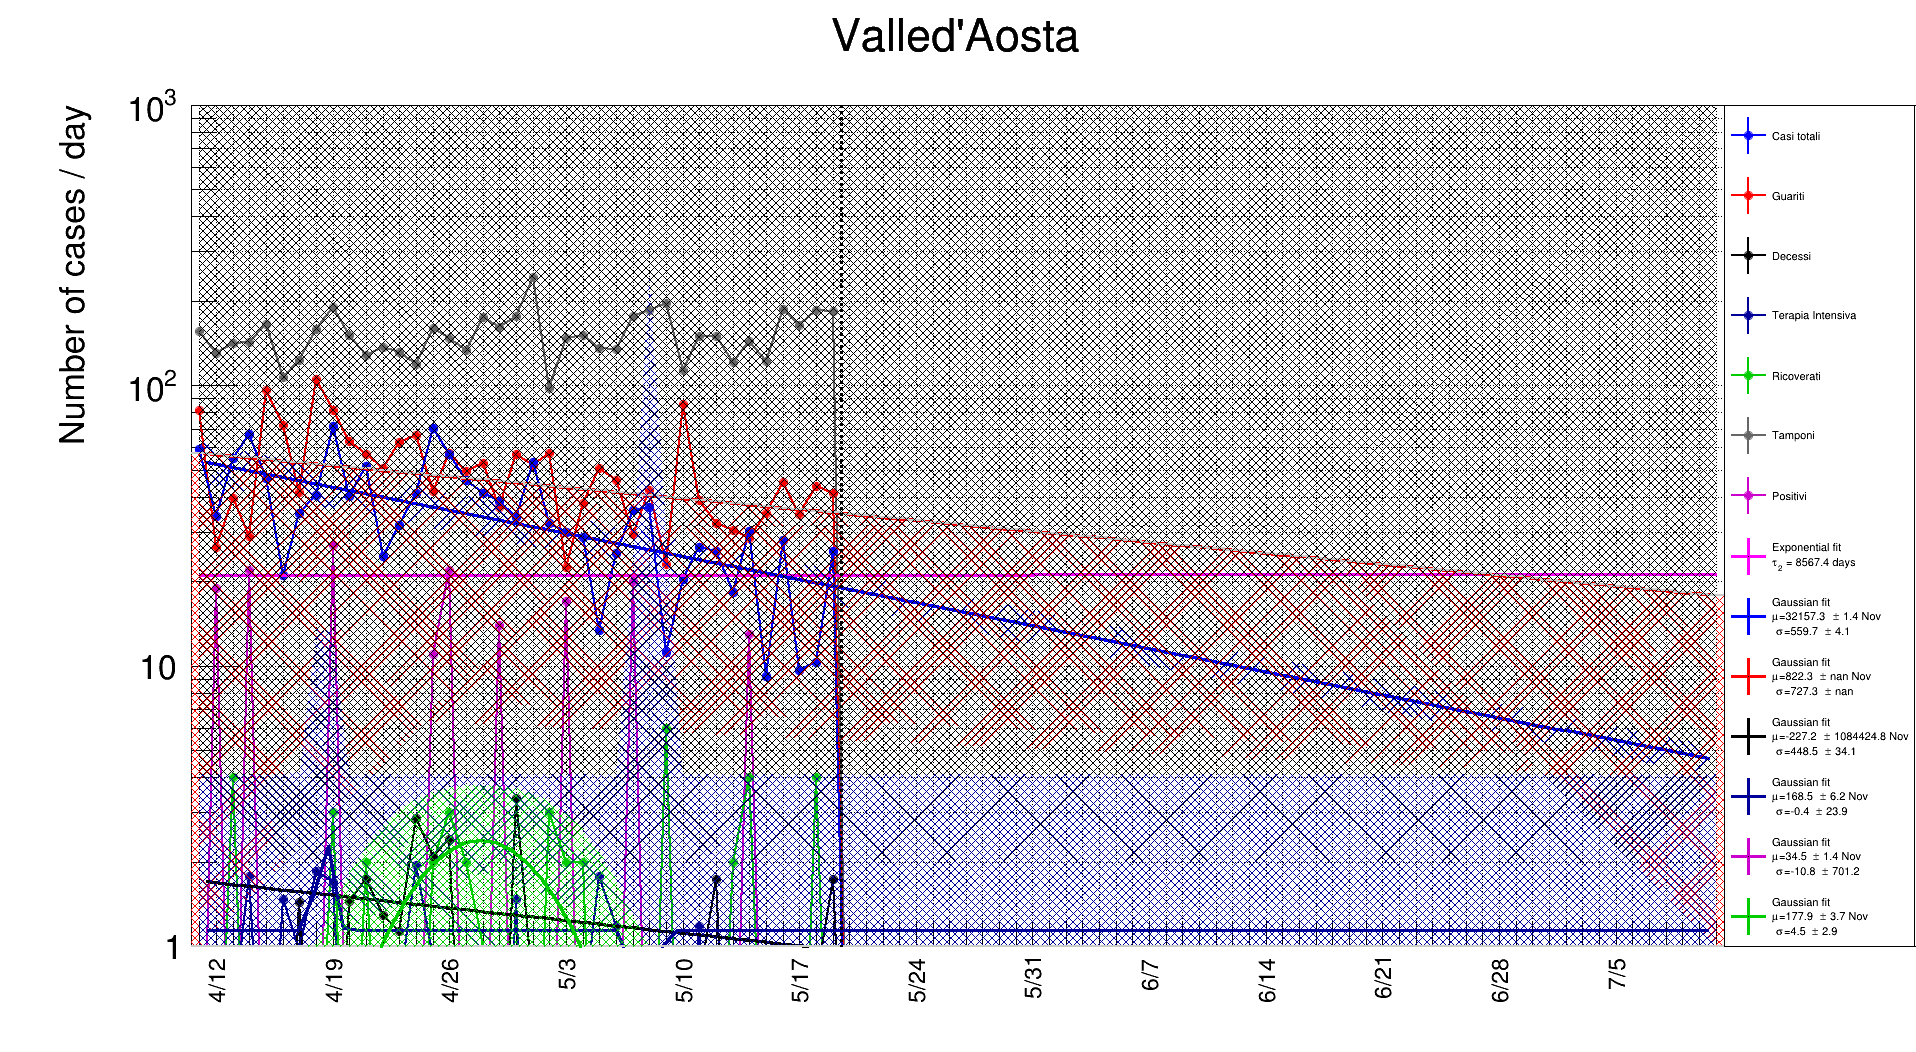 Valled'Aosta
Number of cases / day
10³
10²
10
1
4/12
4/19
4/26
5/3
5/10
5/17
5/24
5/31
6/7
6/14
6/21
6/28
7/5
Casi totali
Guariti
Decessi
Terapia Intensiva
Ricoverati
Tamponi
Positivi
Exponential fit
τ₂ = 8567.4 days
Gaussian fit
μ=32157.3 ± 1.4 Nov
σ=559.7 ± 4.1
Gaussian fit
μ=822.3 ± nan Nov
σ=727.3 ± nan
Gaussian fit
μ=-227.2 ± 1084424.8 Nov
σ=448.5 ± 34.1
Gaussian fit
μ=168.5 ± 6.2 Nov
σ=-0.4 ± 23.9
Gaussian fit
μ=34.5 ± 1.4 Nov
σ=-10.8 ± 701.2
Gaussian fit
μ=177.9 ± 3.7 Nov
σ=4.5 ± 2.9